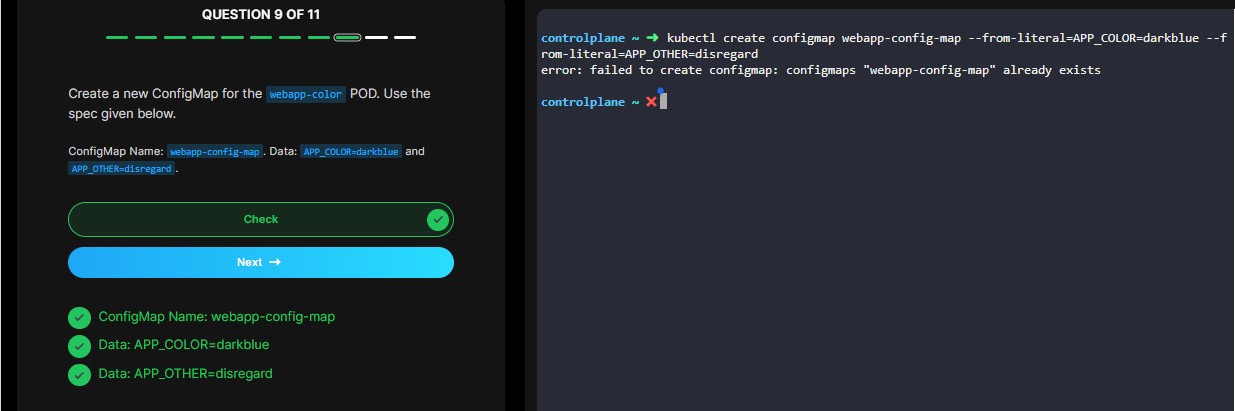 QUESTION 9 OF 11
Create a new ConfigMap for the webapp-color POD. Use the
spec given below.
ConfigMap Name: webapp-config-map. Data: APP_COLOR=darkblue and
APP_OTHER=disregard.
Check
Next →
ConfigMap Name: webapp-config-map
Data: APP_COLOR=darkblue
Data: APP_OTHER=disregard
controlplane ~ ➜ kubectl create configmap webapp-config-map --from-literal=APP_COLOR=darkblue --f
rom-literal=APP_OTHER=disregard
error: failed to create configmap: configmaps "webapp-config-map" already exists
controlplane ~ ✖